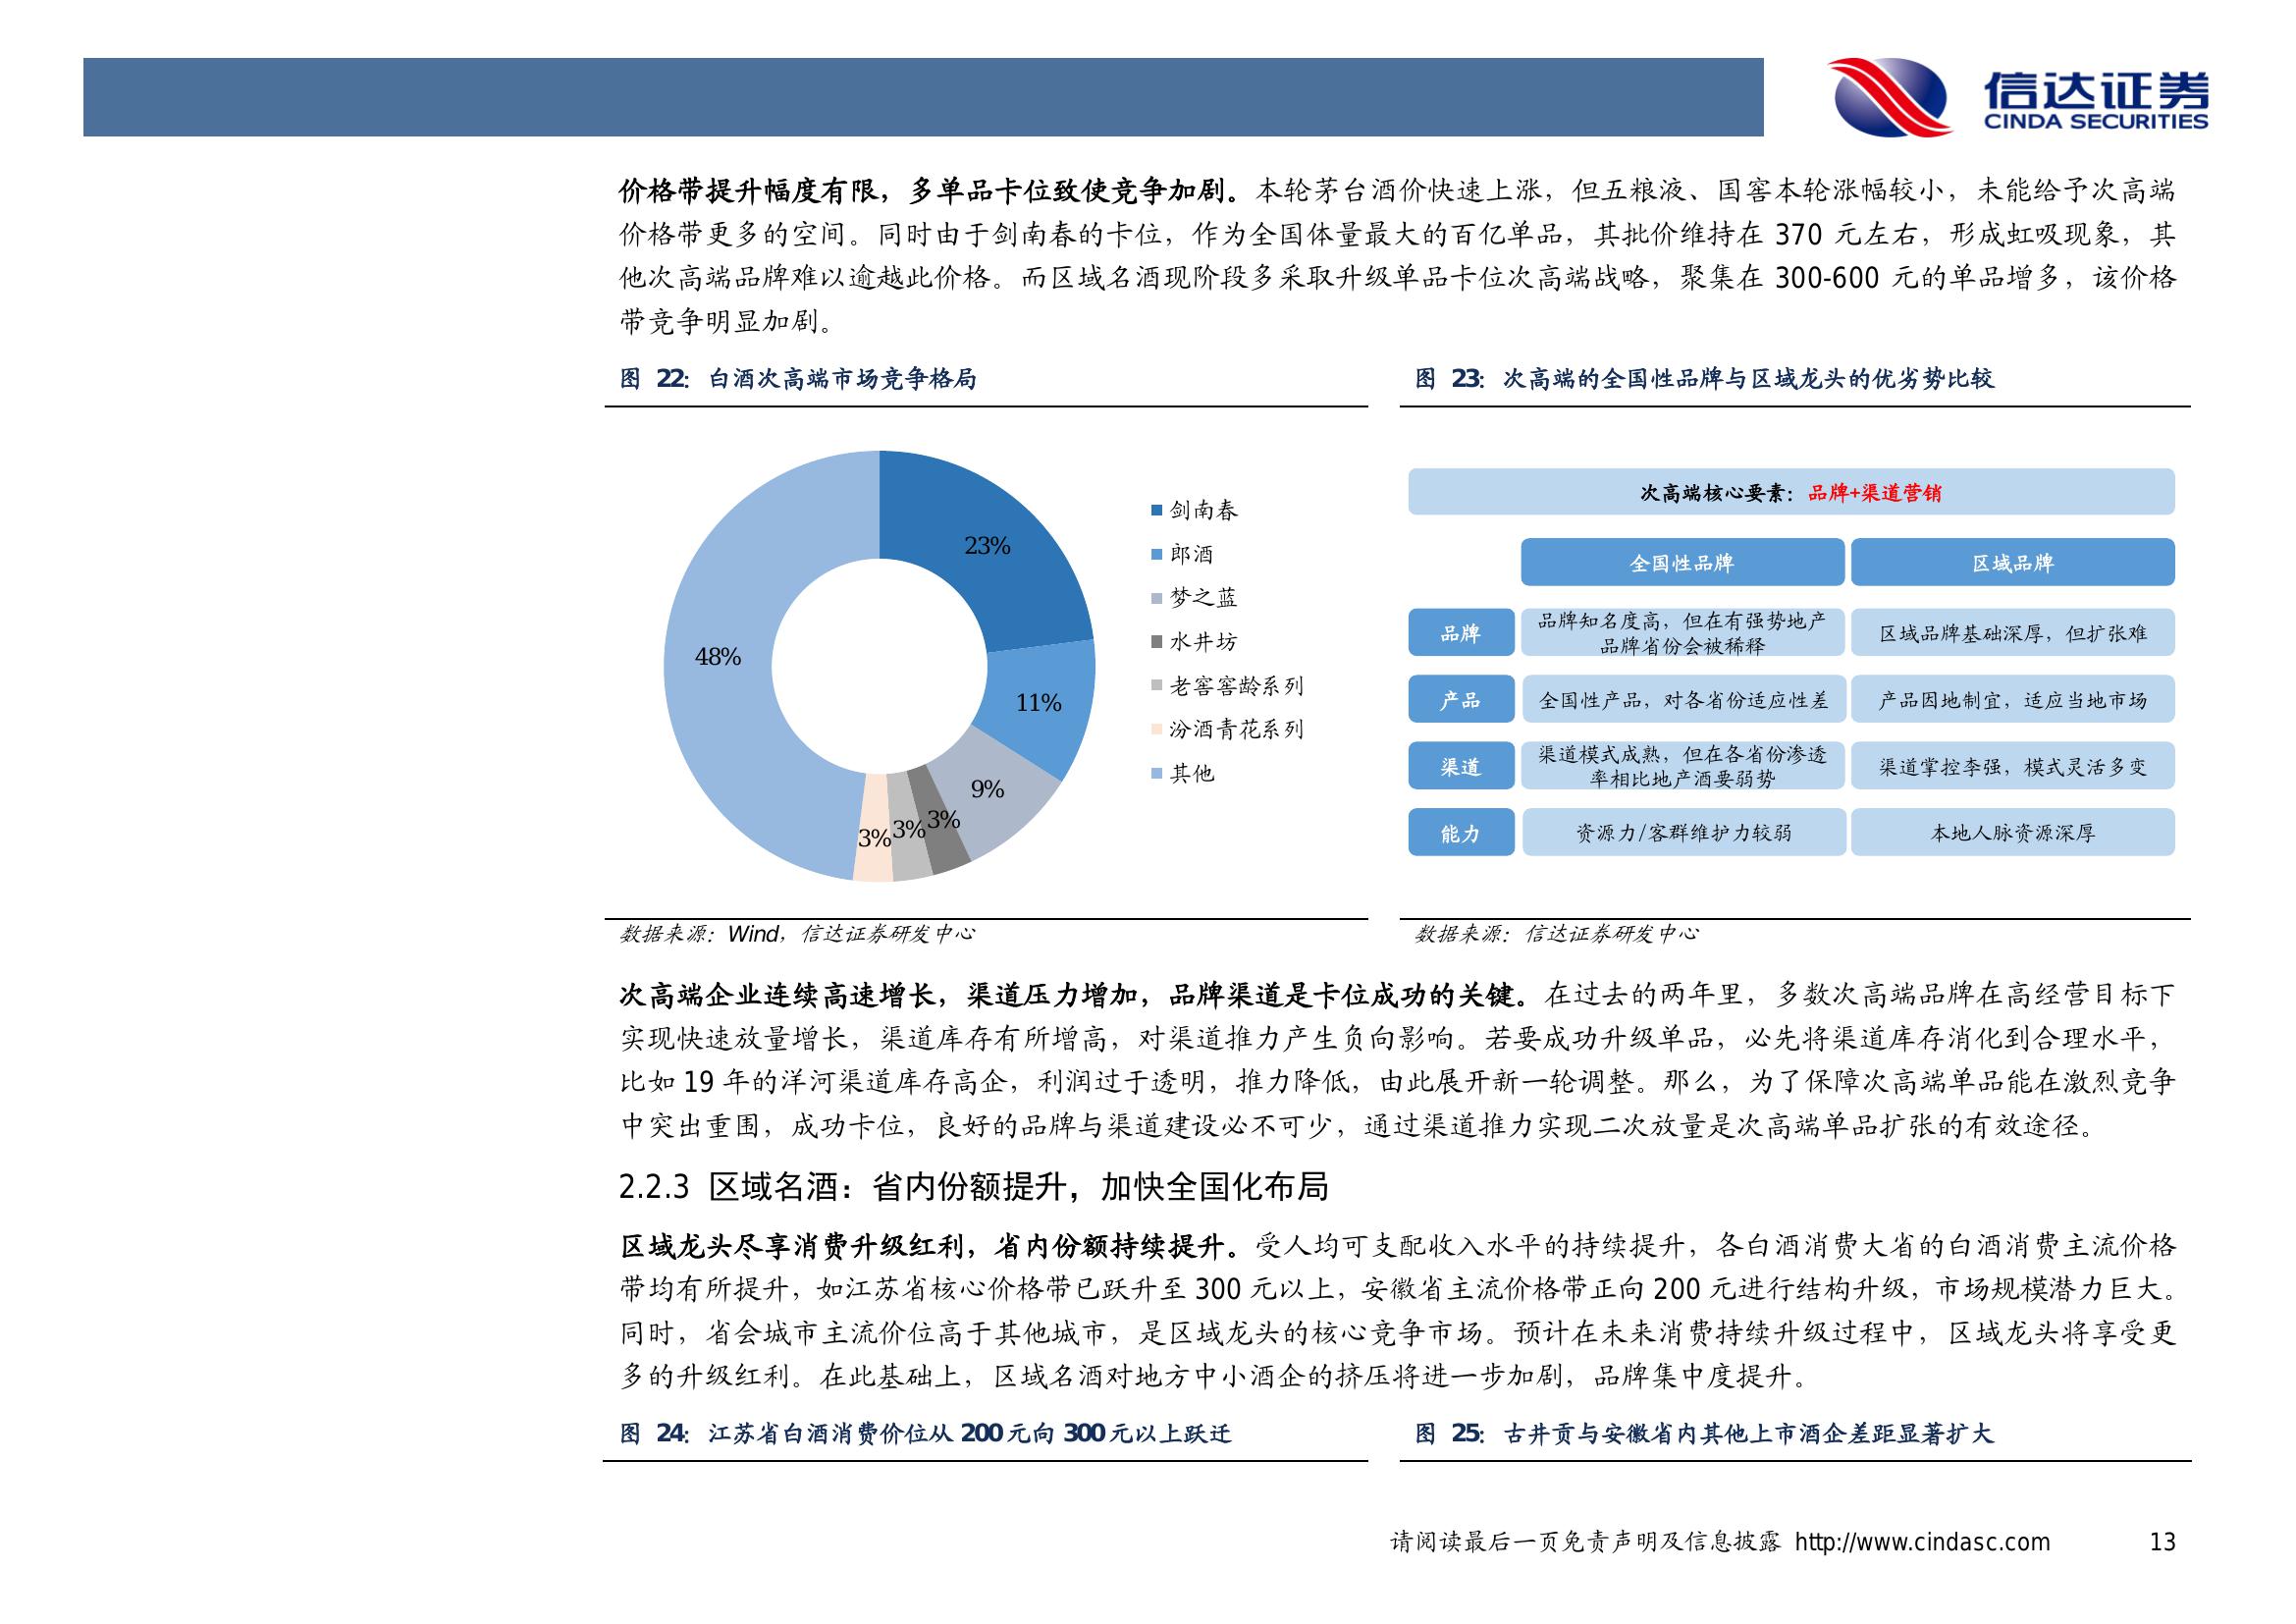 信达证券
CINDA SECURITIES
价格带提升幅度有限，多单品卡位致使竞争加剧。本轮茅台酒价快速上涨，但五粮液、国窖本轮涨幅较小，未能给予次高端
价格带更多的空间。同时由于剑南春的卡位，作为全国体量最大的百亿单品，其批价维持在 370 元左右，形成虹吸现象，其
他次高端品牌难以逾越此价格。而区域名酒现阶段多采取升级单品卡位次高端战略，聚集在 300-600 元的单品增多，该价格
带竞争明显加剧。
图 22：白酒次高端市场竞争格局
23%
11%
9%
3%
3%
3%
48%
剑南春
郎酒
梦之蓝
水井坊
老窖窖龄系列
汾酒青花系列
其他
数据来源：Wind，信达证券研发中心
图 23：次高端的全国性品牌与区域龙头的优劣势比较
次高端核心要素：品牌+渠道营销
全国性品牌 区域品牌
品牌
品牌知名度高，但在有强势地产
品牌省份会被稀释
区域品牌基础深厚，但扩张难
产品 全国性产品，对各省份适应性差 产品因地制宜，适应当地市场
渠道
渠道模式成熟，但在各省份渗透
率相比地产酒要弱势
渠道掌控李强，模式灵活多变
能力 资源力/客群维护力较弱 本地人脉资源深厚
数据来源：信达证券研发中心
次高端企业连续高速增长，渠道压力增加，品牌渠道是卡位成功的关键。在过去的两年里，多数次高端品牌在高经营目标下
实现快速放量增长，渠道库存有所增高，对渠道推力产生负向影响。若要成功升级单品，必先将渠道库存消化到合理水平，
比如 19 年的洋河渠道库存高企，利润过于透明，推力降低，由此展开新一轮调整。那么，为了保障次高端单品能在激烈竞争
中突出重围，成功卡位，良好的品牌与渠道建设必不可少，通过渠道推力实现二次放量是次高端单品扩张的有效途径。
2.2.3 区域名酒：省内份额提升，加快全国化布局
区域龙头尽享消费升级红利，省内份额持续提升。受人均可支配收入水平的持续提升，各白酒消费大省的白酒消费主流价格
带均有所提升，如江苏省核心价格带已跃升至 300 元以上，安徽省主流价格带正向 200 元进行结构升级，市场规模潜力巨大。
同时，省会城市主流价位高于其他城市，是区域龙头的核心竞争市场。预计在未来消费持续升级过程中，区域龙头将享受更
多的升级红利。在此基础上，区域名酒对地方中小酒企的挤压将进一步加剧，品牌集中度提升。
图 24：江苏省白酒消费价位从 200 元向 300 元以上跃迁
图 25：古井贡与安徽省内其他上市酒企差距显著扩大
请阅读最后一页免责声明及信息披露 http://www.cindasc.com 13